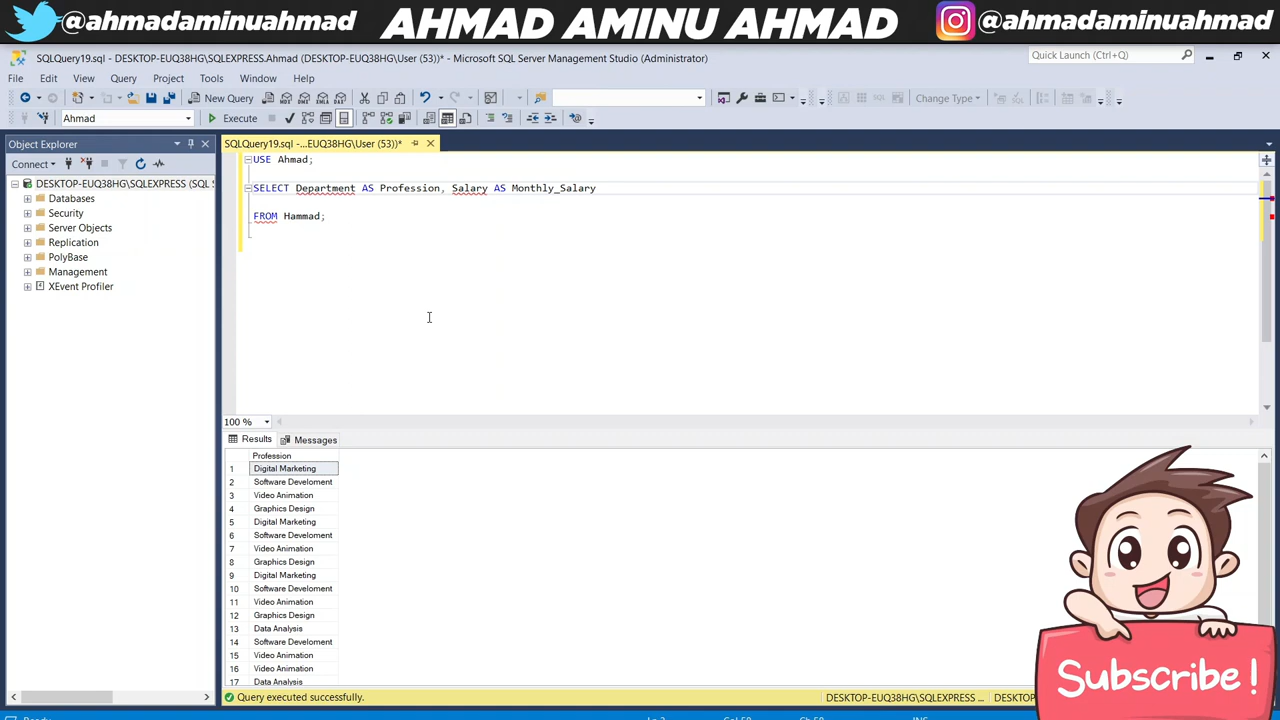 @ahmadaminuahmad AHMAD AMINU AHMAD @ahmadaminuahmad
SQLQuery19.sql - DESKTOP-EUQ38HG\SQLEXPRESS.Ahmad (DESKTOP-EUQ38HG\User (53))* - Microsoft SQL Server Management Studio (Administrator)
Quick Launch (Ctrl+Q)
File Edit View Query Project Tools Window Help
New Query
MDX DMX XMLA DAX
Change Type
Ahmad
Execute
Object Explorer
SQLQuery19.sql -...EUQ38HG\User (53))*
Connect
DESKTOP-EUQ38HG\SQLEXPRESS (SQL S
Databases
Security
Server Objects
Replication
PolyBase
Management
XEvent Profiler
USE Ahmad;
SELECT Department AS Profession, Salary AS Monthly_Salary
FROM Hammad;
100 %
Results Messages
Profession
1 Digital Marketing
2 Software Develoment
3 Video Animation
4 Graphics Design
5 Digital Marketing
6 Software Develoment
7 Video Animation
8 Graphics Design
9 Digital Marketing
10 Software Develoment
11 Video Animation
12 Graphics Design
13 Data Analysis
14 Software Develoment
15 Video Animation
16 Video Animation
17 Data Analysis
Query executed successfully.
DESKTOP-EUQ38HG\SQLEXPRESS ...
Subscribe!